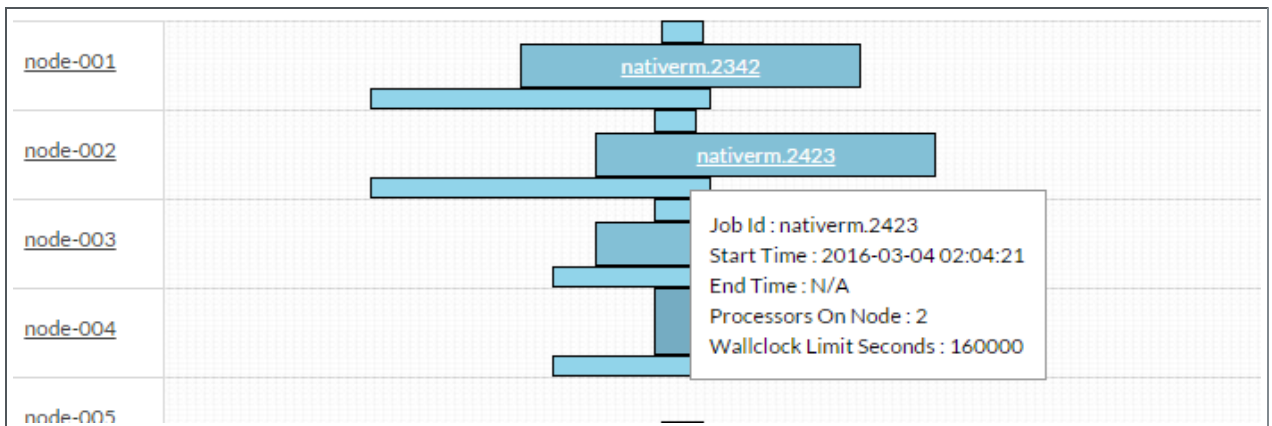 node-001
nativerm.2342
node-002
nativerm.2423
node-003
Job Id : nativerm.2423
Start Time : 2016-03-04 02:04:21
End Time : N/A
Processors On Node : 2
Wallclock Limit Seconds : 160000
node-004
node-005